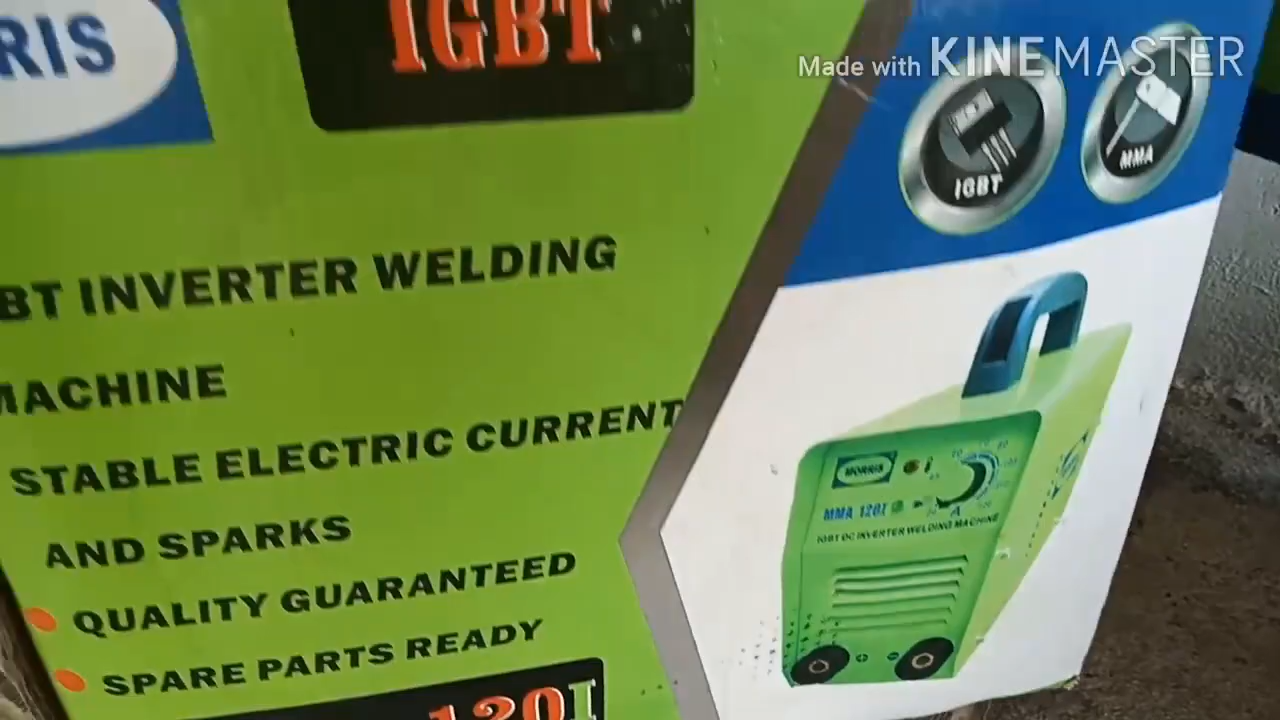 RIS
IGBT
Made with KINEMASTER
IGBT
MMA
BT INVERTER WELDING
MACHINE
STABLE ELECTRIC CURRENT
AND SPARKS
QUALITY GUARANTEED
SPARE PARTS READY
120I
MORRIS
MMA 120I
A
IGBT DC INVERTER WELDING MACHINE